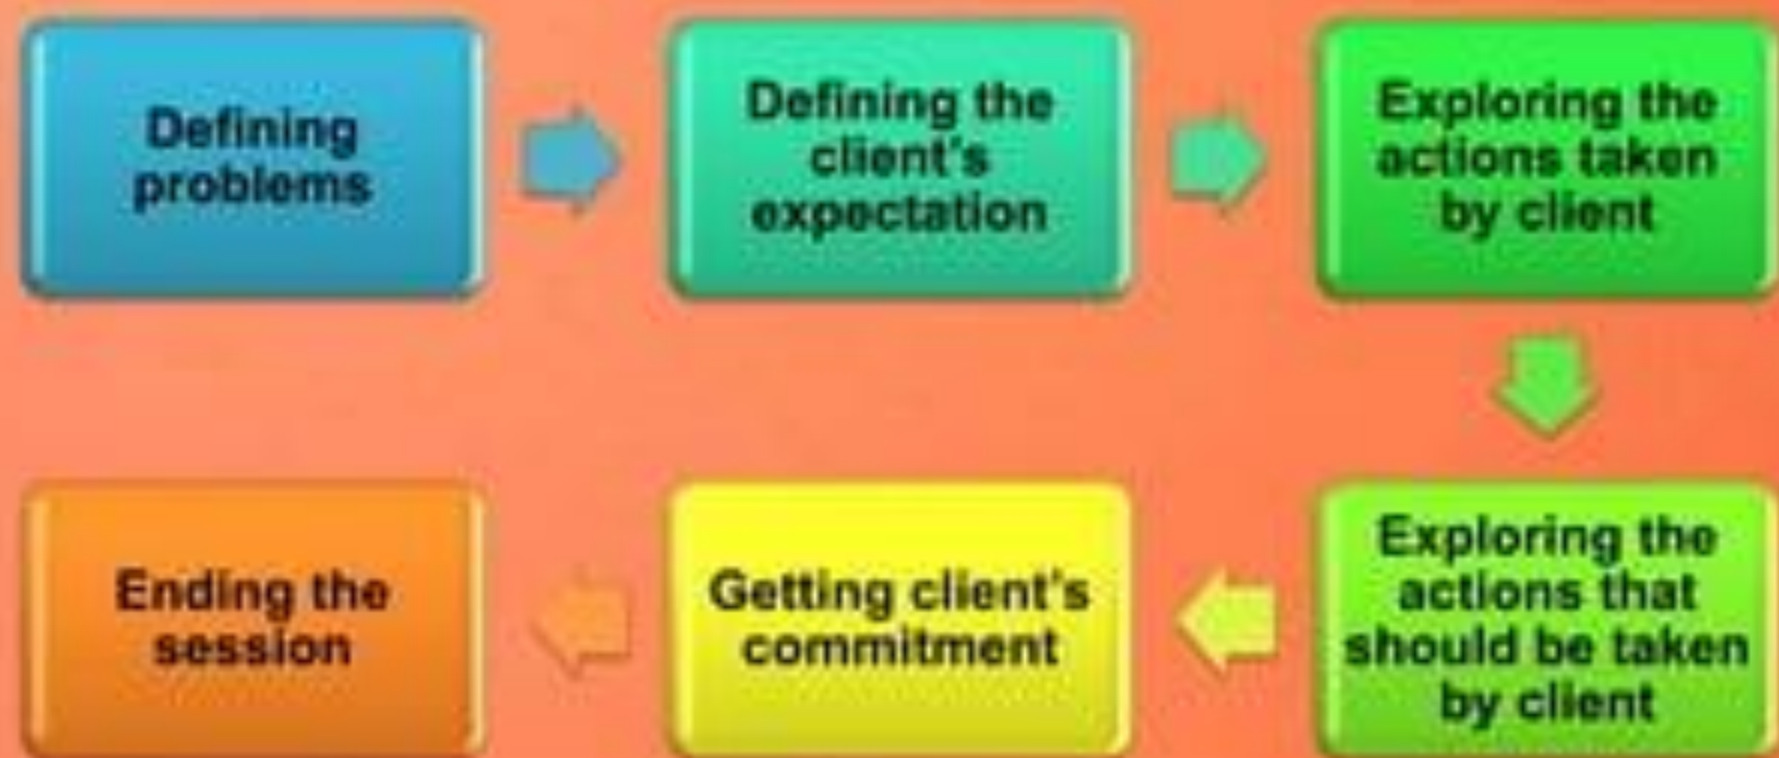 Defining
problems
Defining the
client's
expectation
Exploring the
actions taken
by client
Exploring the
actions that
should be taken
by client
Getting client's
commitment
Ending the
session